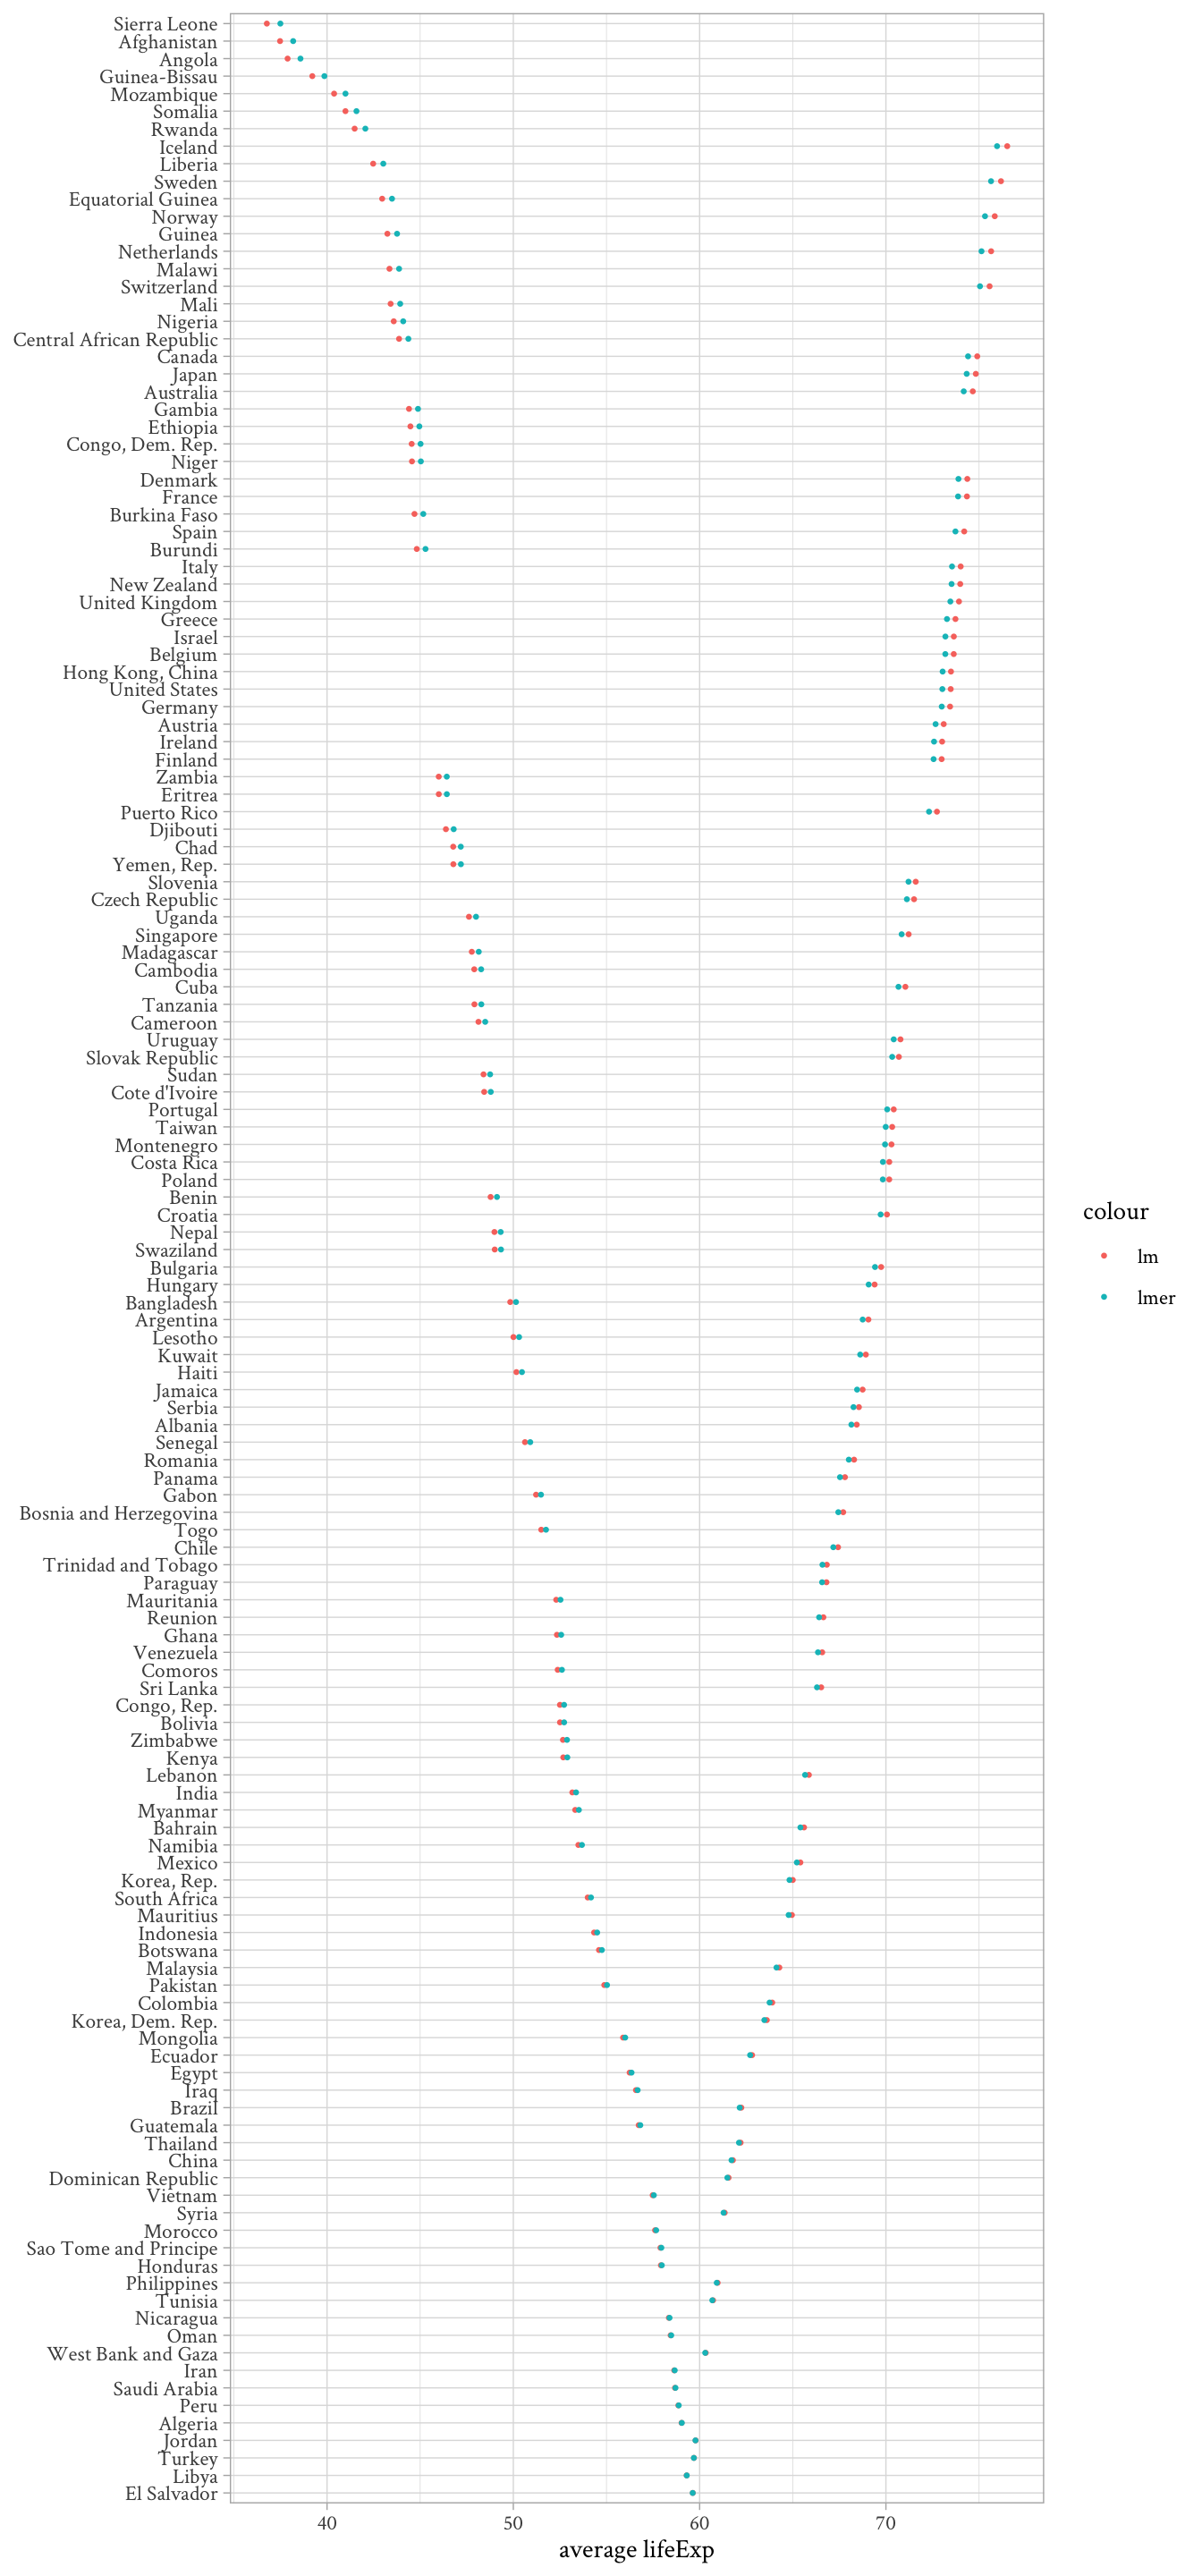 Sierra Leone
Afghanistan
Angola
Guinea-Bissau
Mozambique
Somalia
Rwanda
Iceland
Liberia
Sweden
Equatorial Guinea
Norway
Guinea
Netherlands
Malawi
Switzerland
Mali
Nigeria
Central African Republic
Canada
Japan
Australia
Gambia
Ethiopia
Congo, Dem. Rep.
Niger
Denmark
France
Burkina Faso
Spain
Burundi
Italy
New Zealand
United Kingdom
Greece
Israel
Belgium
Hong Kong, China
United States
Germany
Austria
Ireland
Finland
Zambia
Eritrea
Puerto Rico
Djibouti
Chad
Yemen, Rep.
Slovenia
Czech Republic
Uganda
Singapore
Madagascar
Cambodia
Cuba
Tanzania
Cameroon
Uruguay
Slovak Republic
Sudan
Cote d'Ivoire
Portugal
Taiwan
Montenegro
Costa Rica
Poland
Benin
Croatia
Nepal
Swaziland
Bulgaria
Hungary
Bangladesh
Argentina
Lesotho
Kuwait
Haiti
Jamaica
Serbia
Albania
Senegal
Romania
Panama
Gabon
Bosnia and Herzegovina
Togo
Chile
Trinidad and Tobago
Paraguay
Mauritania
Reunion
Ghana
Venezuela
Comoros
Sri Lanka
Congo, Rep.
Bolivia
Zimbabwe
Kenya
Lebanon
India
Myanmar
Bahrain
Namibia
Mexico
Korea, Rep.
South Africa
Mauritius
Indonesia
Botswana
Malaysia
Pakistan
Colombia
Korea, Dem. Rep.
Mongolia
Ecuador
Egypt
Iraq
Brazil
Guatemala
Thailand
China
Dominican Republic
Vietnam
Syria
Morocco
Sao Tome and Principe
Honduras
Philippines
Tunisia
Nicaragua
Oman
West Bank and Gaza
Iran
Saudi Arabia
Peru
Algeria
Jordan
Turkey
Libya
El Salvador
40 50 60 70
average lifeExp
colour
lm
lmer